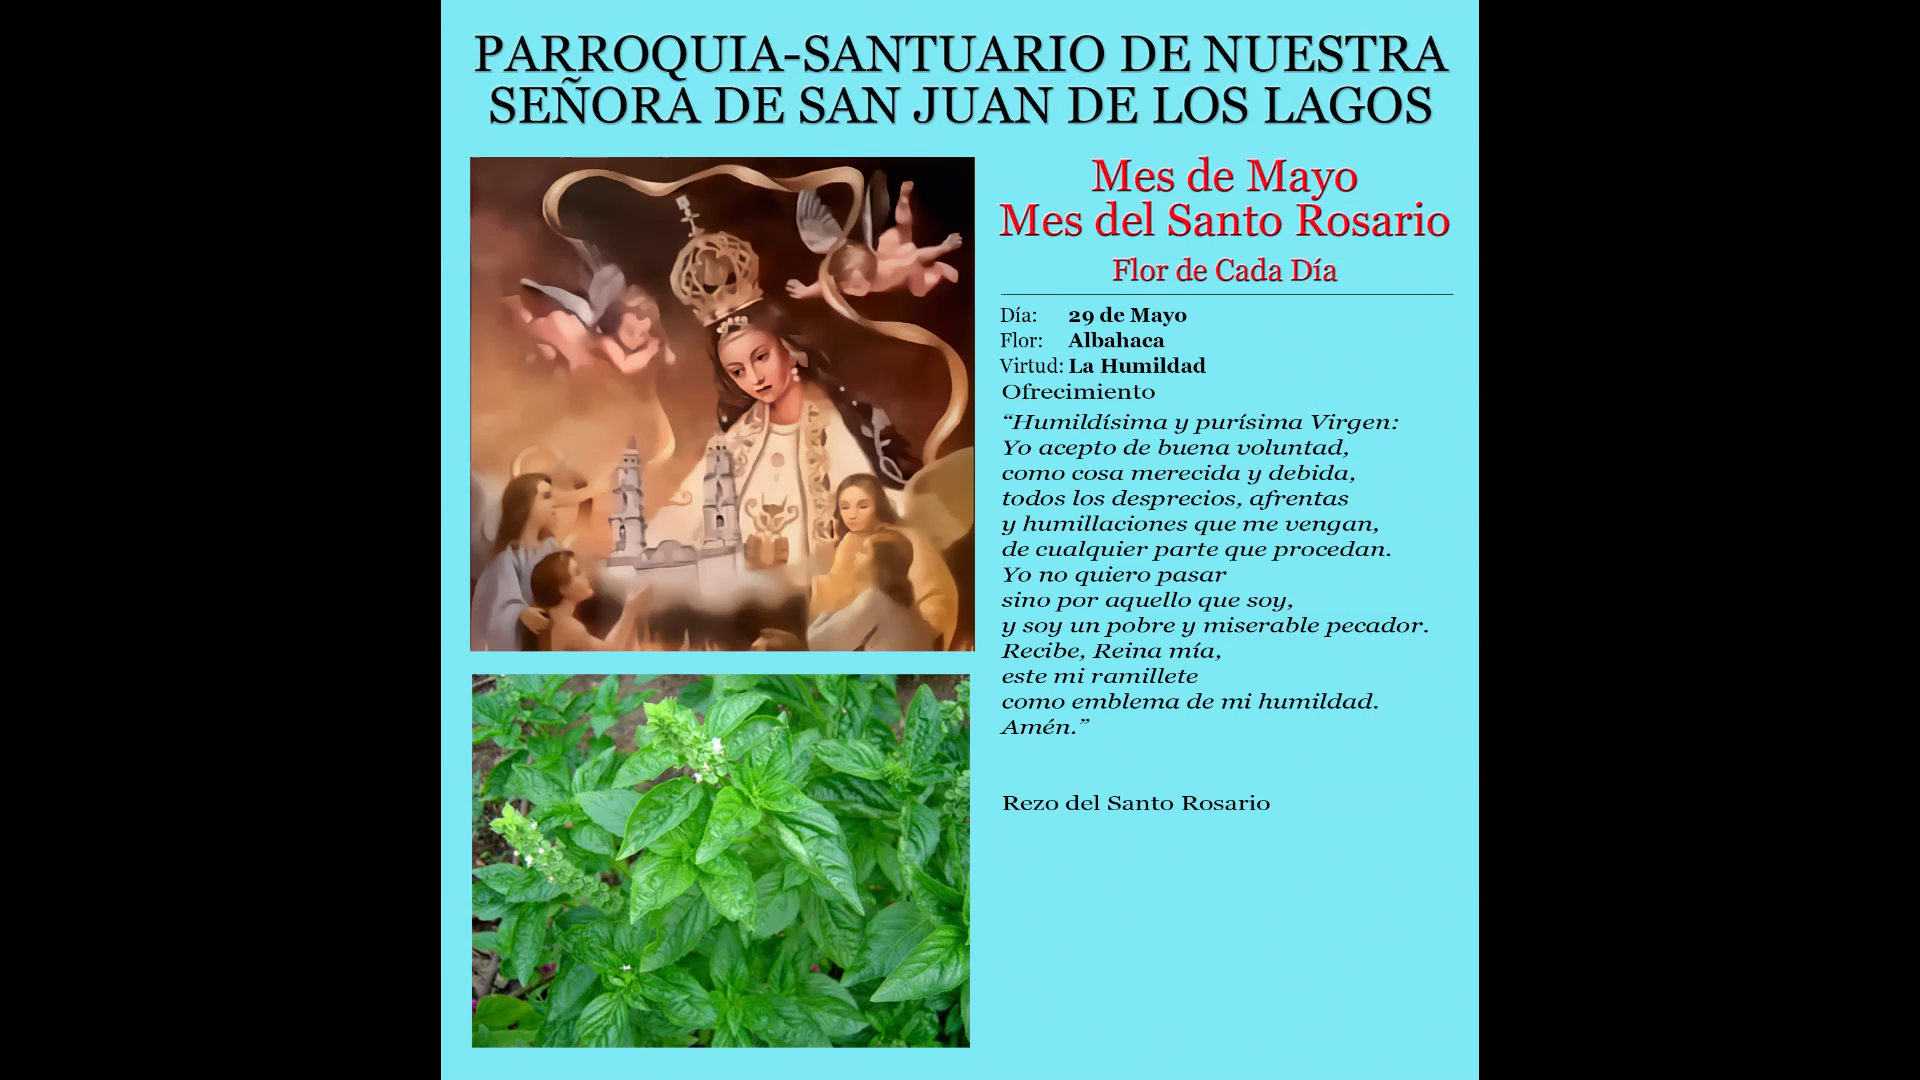 PARROQUIA-SANTUARIO DE NUESTRA
SEÑORA DE SAN JUAN DE LOS LAGOS
Mes de Mayo
Mes del Santo Rosario
Flor de Cada Día
Día: 29 de Mayo
Flor: Albahaca
Virtud: La Humildad
Ofrecimiento
“Humildísima y purísima Virgen:
Yo acepto de buena voluntad,
como cosa merecida y debida,
todos los desprecios, afrentas
y humillaciones que me vengan,
de cualquier parte que procedan.
Yo no quiero pasar
sino por aquello que soy,
y soy un pobre y miserable pecador.
Recibe, Reina mía,
este mi ramillete
como emblema de mi humildad.
Amén.”
Rezo del Santo Rosario